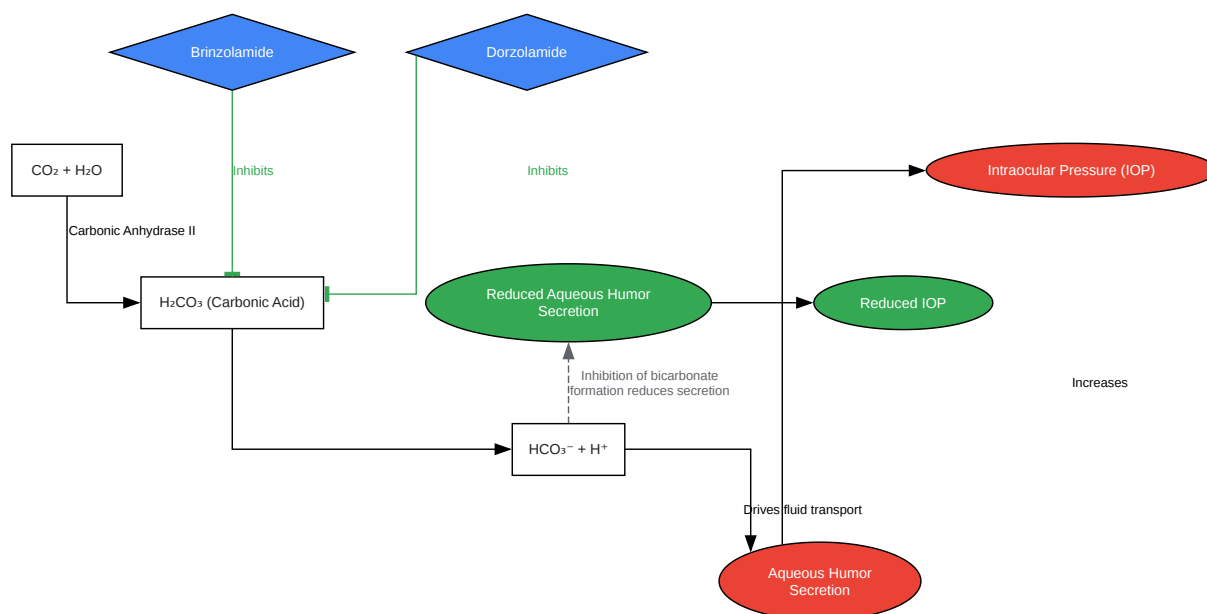 Brinzolamide
Dorzolamide
CO₂ + H₂O
Inhibits
Inhibits
Intraocular Pressure (IOP)
Carbonic Anhydrase II
H₂CO₃ (Carbonic Acid)
Reduced Aqueous Humor
Secretion
Reduced IOP
Inhibition of bicarbonate
formation reduces secretion
Increases
HCO₃⁻ + H⁺
Drives fluid transport
Aqueous Humor
Secretion